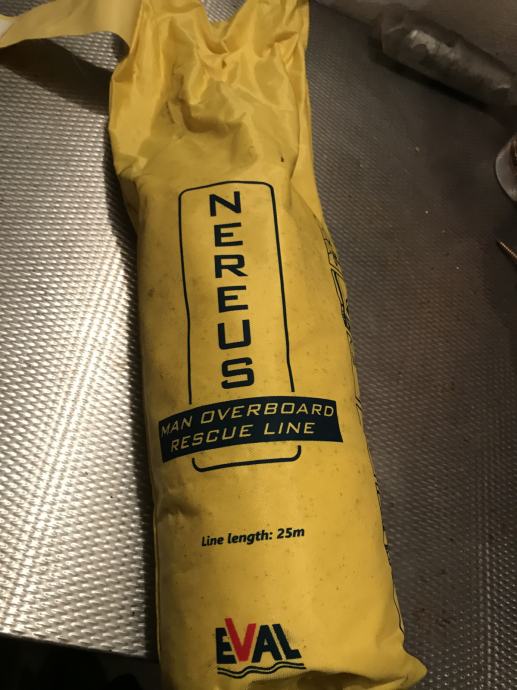 NEREUS
MAN OVERBOARD
RESCUE LINE
Line length: 25m
EVAL